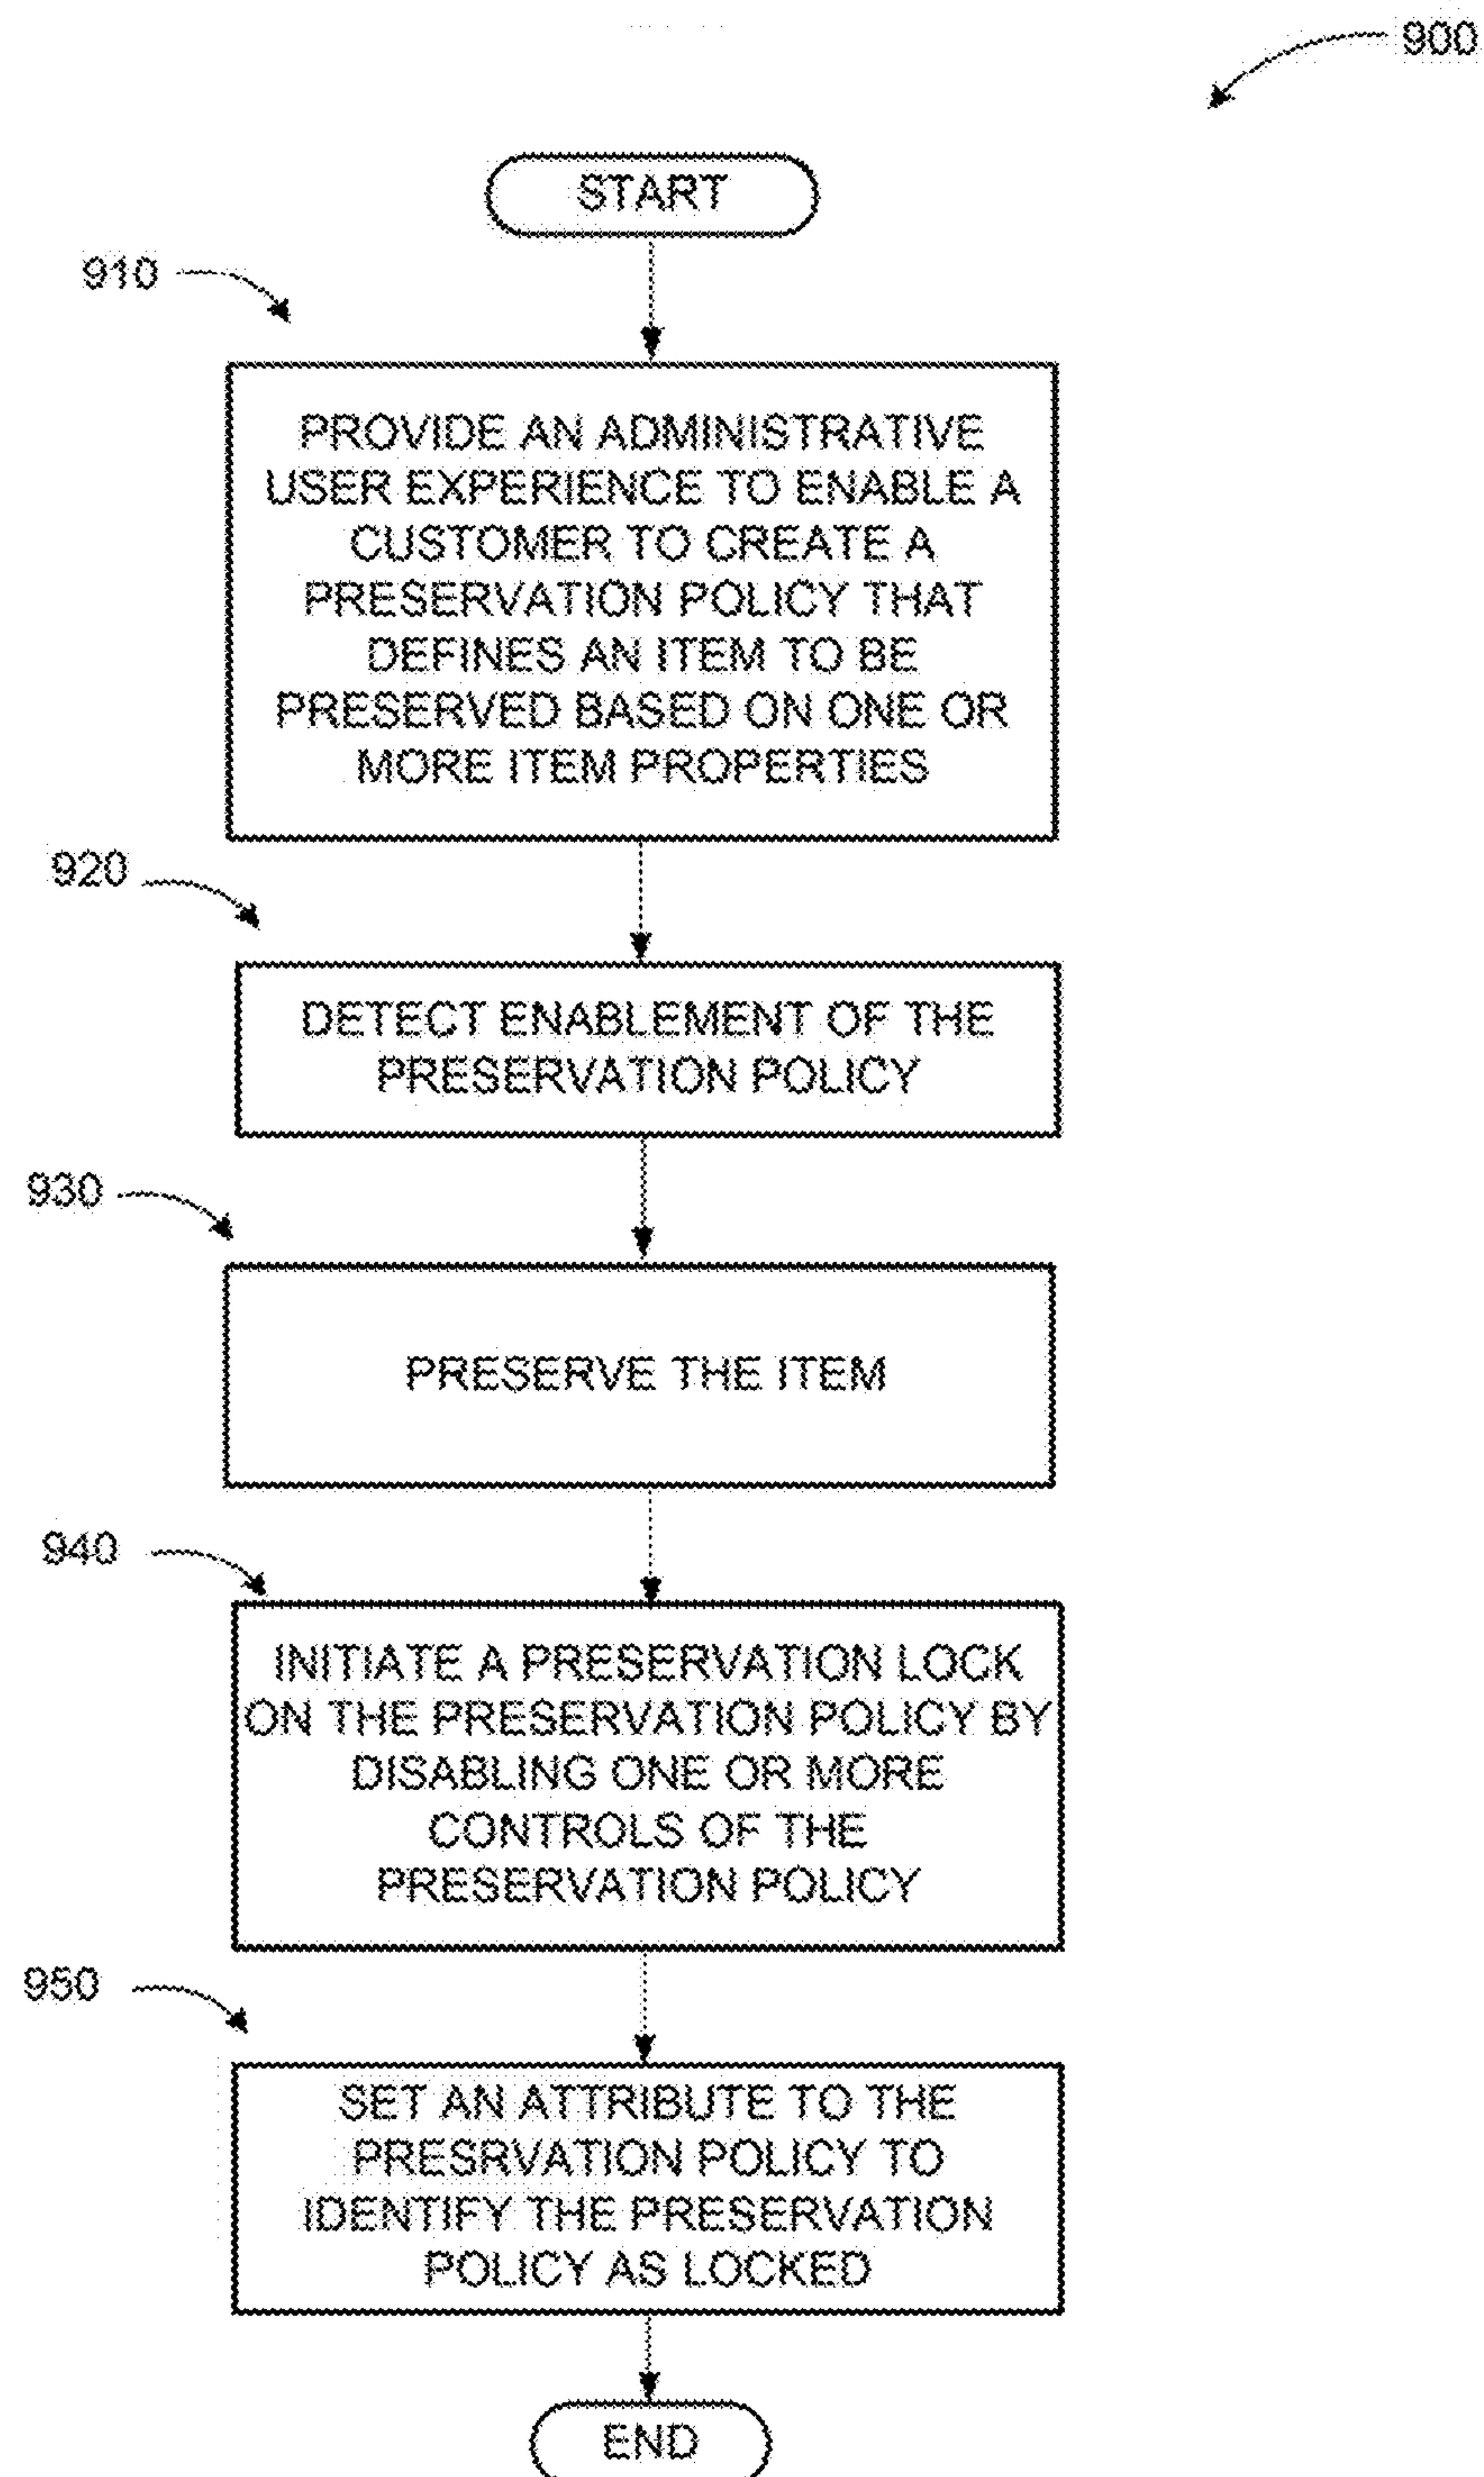 900
START
910
PROVIDE AN ADMINISTRATIVE
USER EXPERIENCE TO ENABLE A
CUSTOMER TO CREATE A
PRESERVATION POLICY THAT
DEFINES AN ITEM TO BE
PRESERVED BASED ON ONE OR
MORE ITEM PROPERTIES
920
DETECT ENABLEMENT OF THE
PRESERVATION POLICY
930
PRESERVE THE ITEM
940
INITIATE A PRESERVATION LOCK
ON THE PRESERVATION POLICY BY
DISABLING ONE OR MORE
CONTROLS OF THE
PRESERVATION POLICY
950
SET AN ATTRIBUTE TO THE
PRESRVATION POLICY TO
IDENTIFY THE PRESERVATION
POLICY AS LOCKED
END